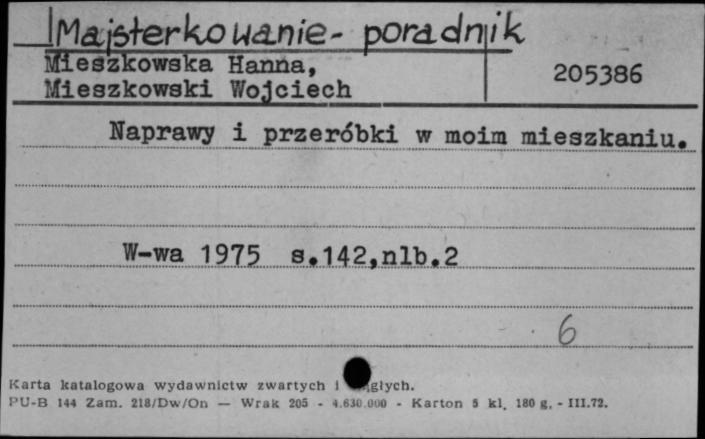 Majsterkowanie- poradnik
Mieszkowska Hanna,
Mieszkowski Wojciech
205386
Naprawy i przeróbki w moim mieszkaniu.
W-wa 1975 s.142,nlb.2
6
Karta katalogowa wydawnictw zwartych i
PU-B 144 Zam. 218/Dw/On — Wrak 205 - 4.630.000 - Karton 5 kl. 180 g. - III.72.